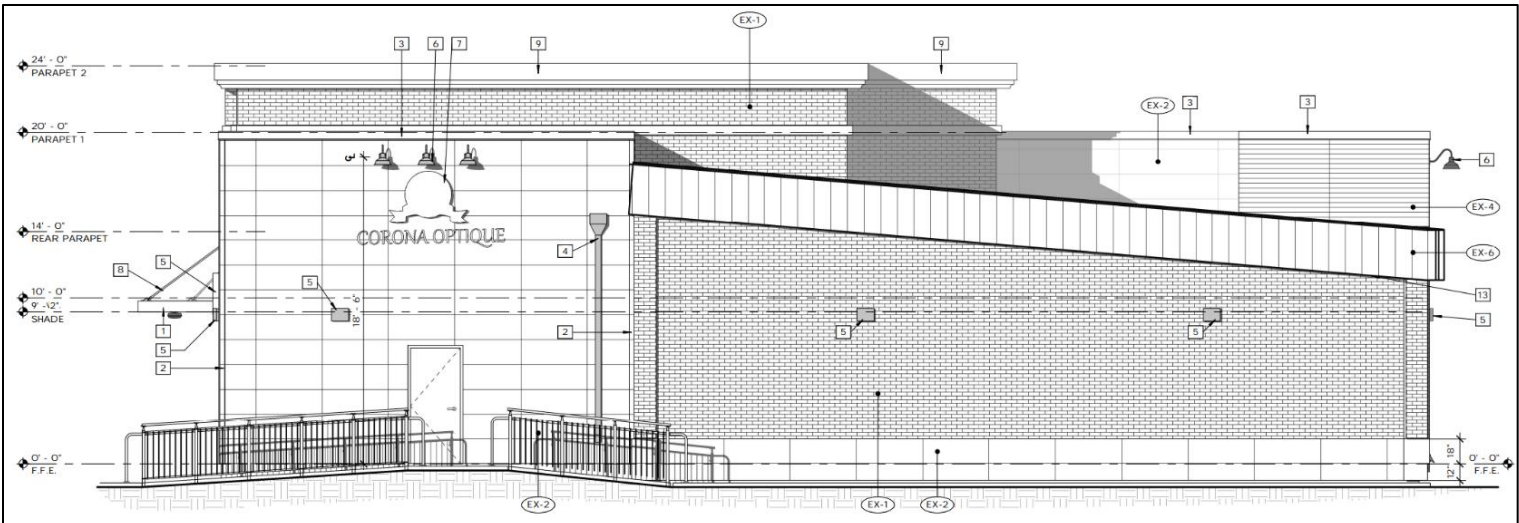 EX-1
3
6
7
9
9
24' - 0"
PARAPET 2
EX-2
3
3
20' - 0"
PARAPET 1
6
EX-4
14' - 0"
REAR PARAPET
CORONA OPTIQUE
4
EX-6
8
5
5
18' - 6"
13
10' - 0"
9' -½"
SHADE
1
5
2
5
5
5
2
EX-2
EX-1
EX-2
18"
12"
0' - 0"
F.F.E.
0' - 0"
F.F.E.